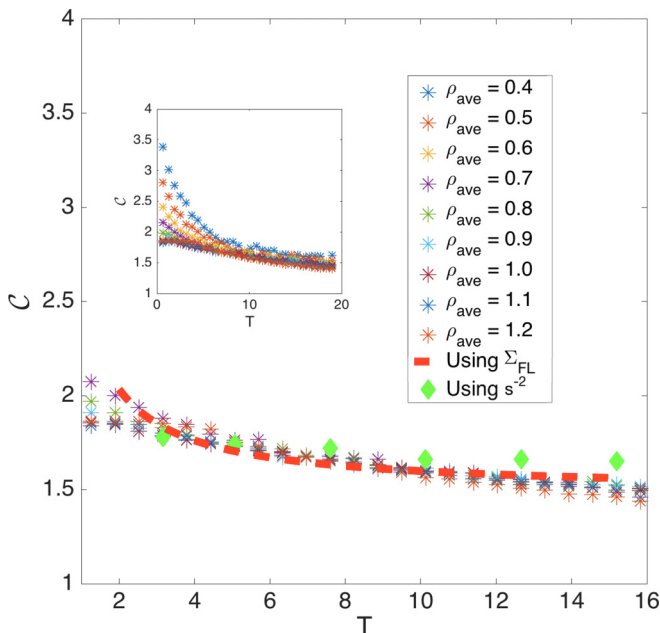 4
3.5
3
2.5
2
1.5
1
2
4
6
8
10
12
14
16
C
T
4
3.5
3
2.5
2
1.5
1
0
10
20
C
T
ρave = 0.4
ρave = 0.5
ρave = 0.6
ρave = 0.7
ρave = 0.8
ρave = 0.9
ρave = 1.0
ρave = 1.1
ρave = 1.2
Using ΣFL
Using s-2